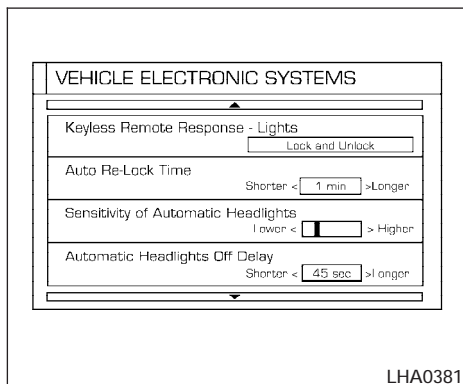 VEHICLE ELECTRONIC SYSTEMS
Keyless Remote Response - Lights
Lock and Unlock
Auto Re-Lock Time
Shorter < 1 min >Longer
Sensitivity of Automatic Headlights
Lower < > Higher
Automatic Headlights Off Delay
Shorter < 45 sec >Longer
LHA0381